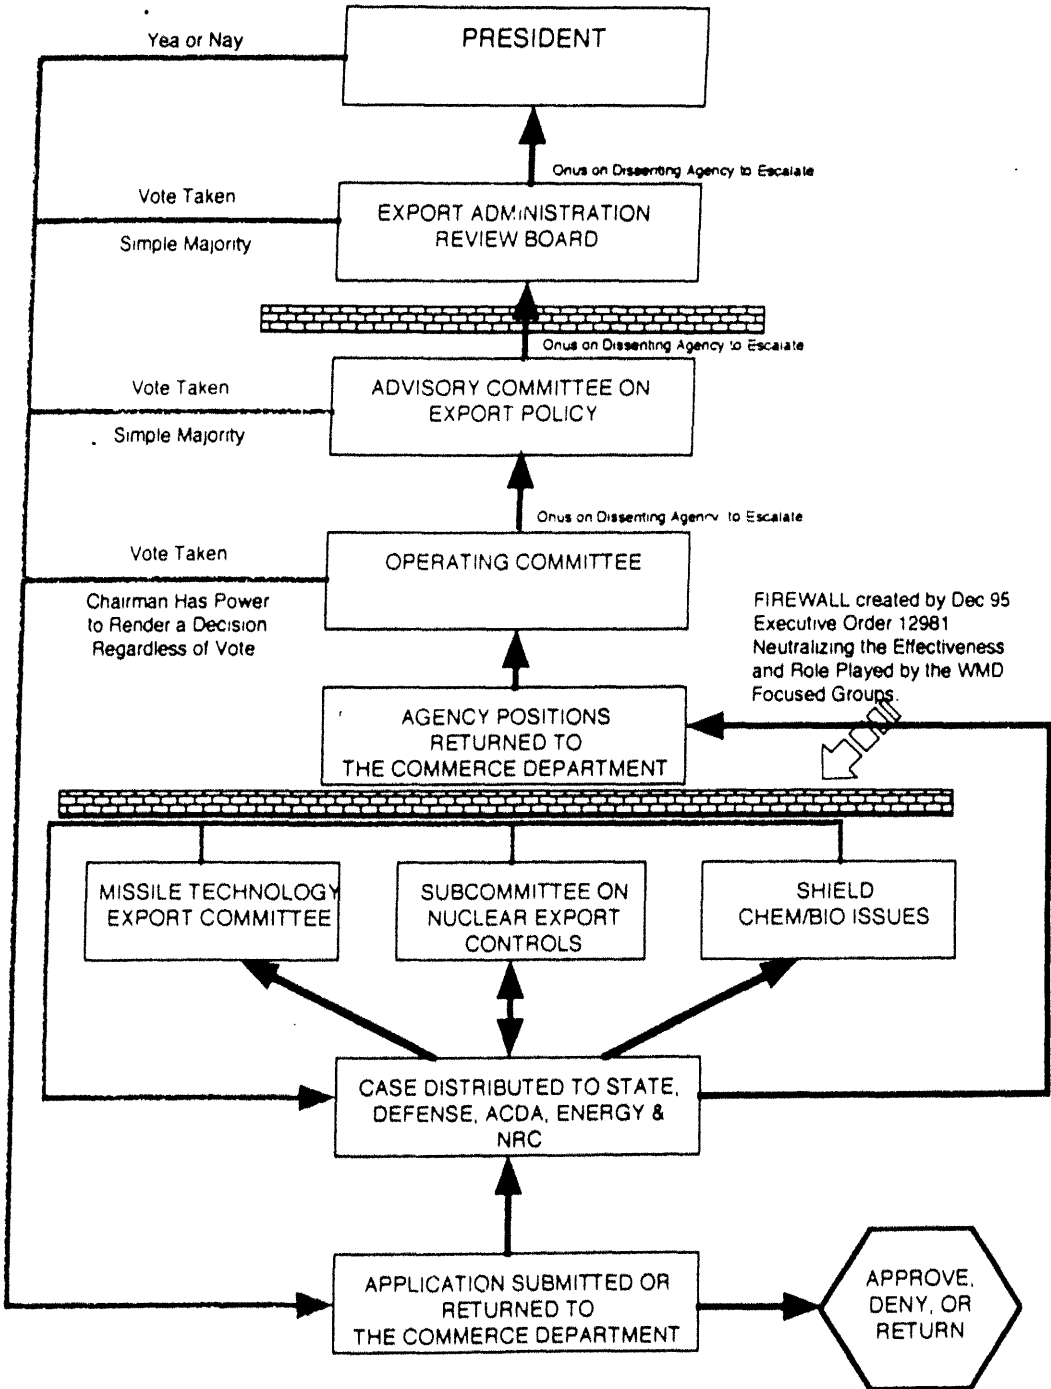 Yea or Nay
PRESIDENT
Onus on Dissenting Agency to Escalate
Vote Taken
Simple Majority
EXPORT ADMINISTRATION
REVIEW BOARD
Onus on Dissenting Agency to Escalate
Vote Taken
Simple Majority
ADVISORY COMMITTEE ON
EXPORT POLICY
Onus on Dissenting Agency to Escalate
Vote Taken
Chairman Has Power
to Render a Decision
Regardless of Vote
OPERATING COMMITTEE
FIREWALL created by Dec 95
Executive Order 12981
Neutralizing the Effectiveness
and Role Played by the WMD
Focused Groups.
AGENCY POSITIONS
RETURNED TO
THE COMMERCE DEPARTMENT
MISSILE TECHNOLOGY
EXPORT COMMITTEE
SUBCOMMITTEE ON
NUCLEAR EXPORT
CONTROLS
SHIELD
CHEM/BIO ISSUES
CASE DISTRIBUTED TO STATE,
DEFENSE, ACDA, ENERGY &
NRC
APPLICATION SUBMITTED OR
RETURNED TO
THE COMMERCE DEPARTMENT
APPROVE,
DENY, OR
RETURN